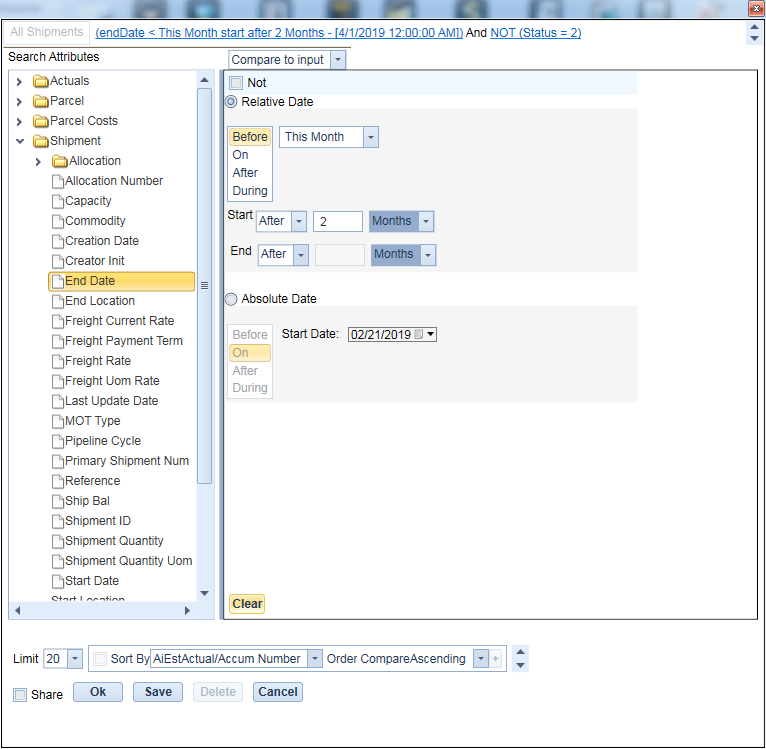 All Shipments (endDate < This Month start after 2 Months - [4/1/2019 12:00:00 AM]) And NOT (Status = 2)
Search Attributes
Compare to input
Actuals
Parcel
Parcel Costs
Shipment
Allocation
Allocation Number
Capacity
Commodity
Creation Date
Creator Init
End Date
End Location
Freight Current Rate
Freight Payment Term
Freight Rate
Freight Uom Rate
Last Update Date
MOT Type
Pipeline Cycle
Primary Shipment Num
Reference
Ship Bal
Shipment ID
Shipment Quantity
Shipment Quantity Uom
Start Date
Start Location
Not
Relative Date
Before
On
After
During
This Month
Start After 2 Months
End After Months
Absolute Date
Before
On
After
During
Start Date: 02/21/2019
Clear
Limit 20 Sort By AiEstActual/Accum Number Order CompareAscending +
Share Ok Save Delete Cancel